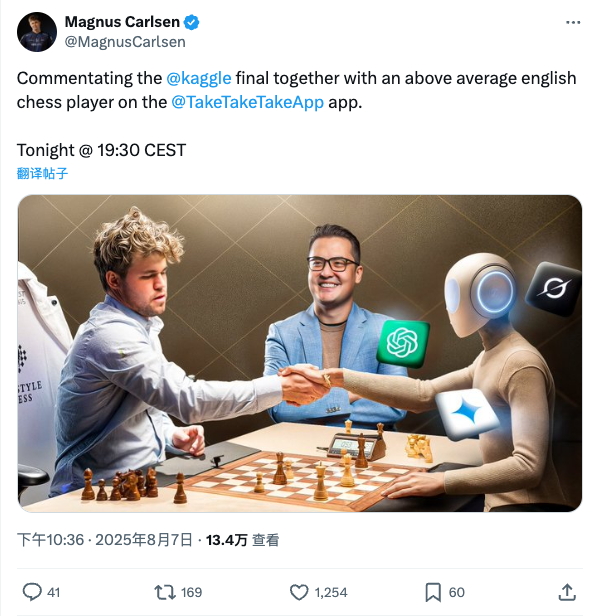 Magnus Carlsen
@MagnusCarlsen
Commentating the @kaggle final together with an above average english
chess player on the @TakeTakeTakeApp app.
Tonight @ 19:30 CEST
翻译帖子
STYLE
ESS
下午10:36 · 2025年8月7日 · 13.4万 查看
41
169
1,254
60